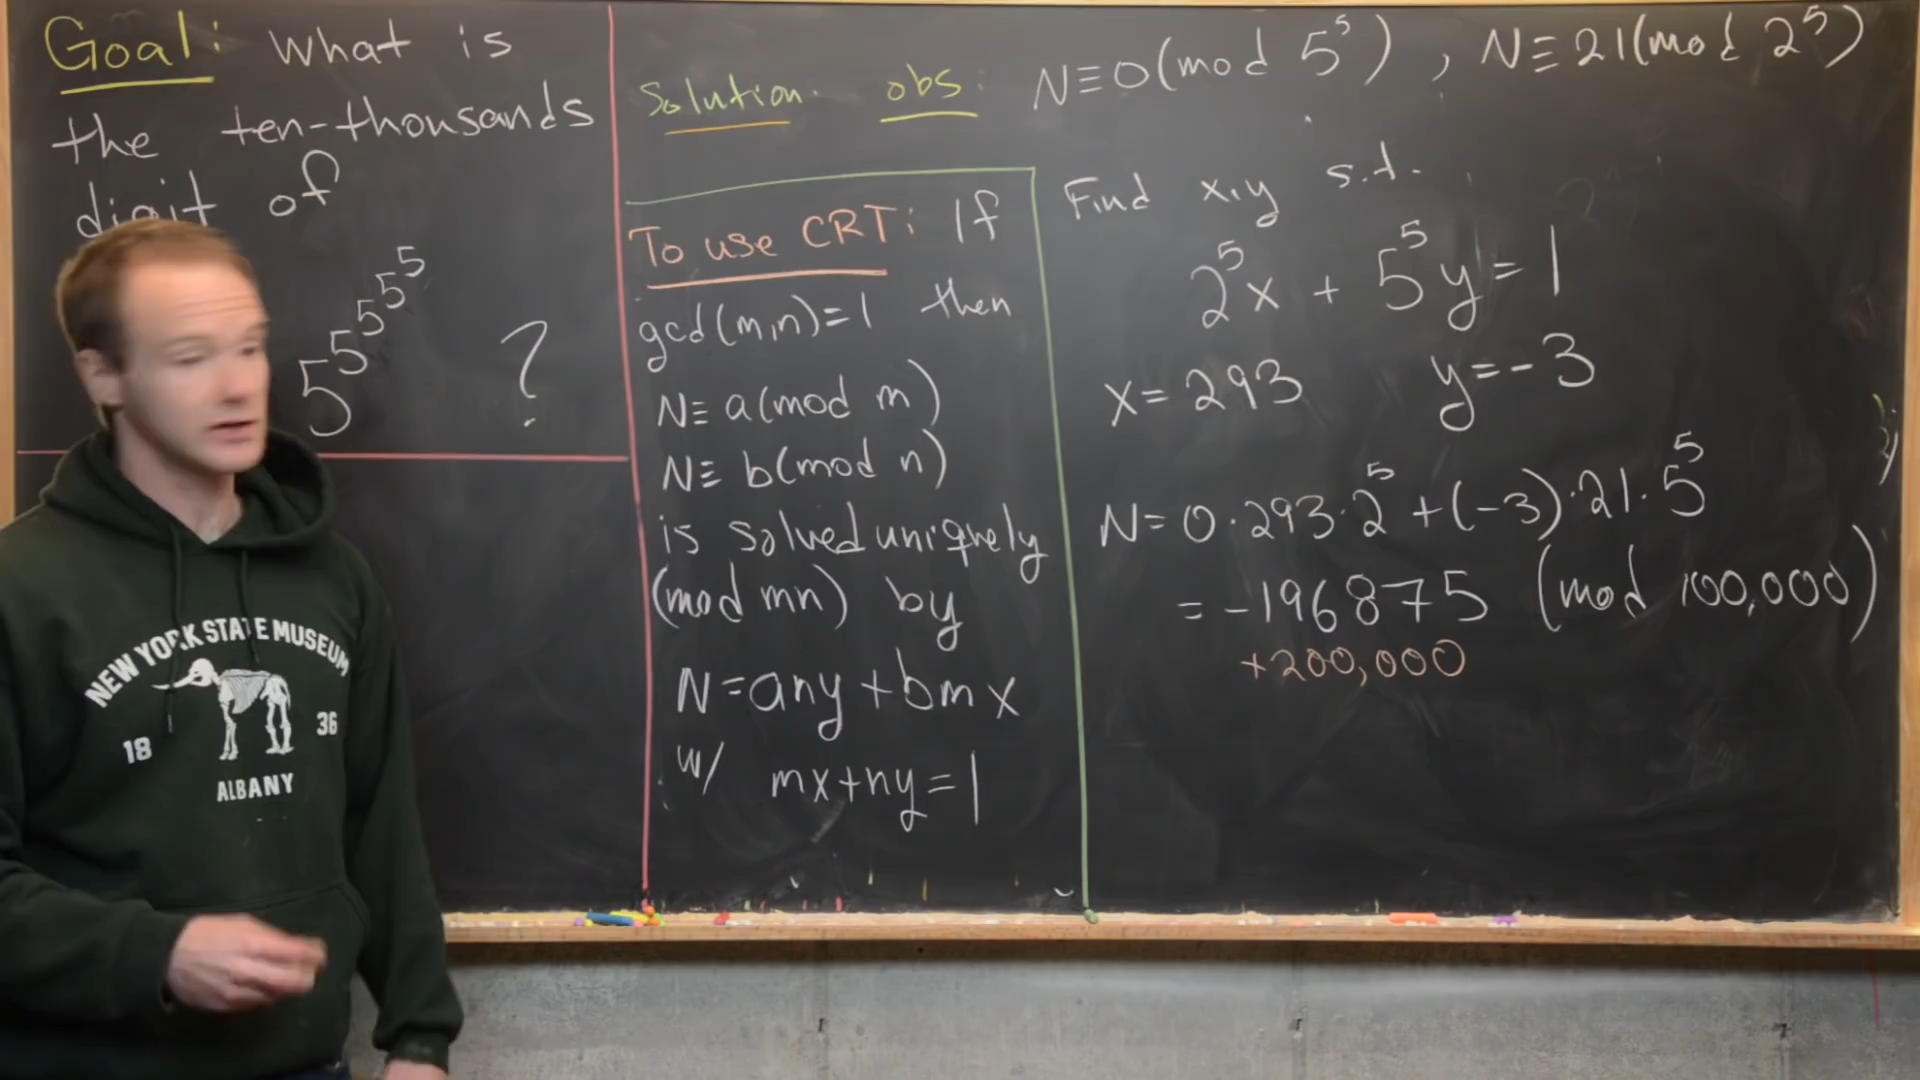 Goal: What is
the ten-thousands
digit of
5^5^5^5^5 ?
Solution. obs: N≡0(mod 5^5), N≡21(mod 2^5)
To use CRT: If
gcd(m,n)=1 then
N≡ a(mod m)
N≡ b(mod n)
is solved uniquely
(mod mn) by
N=any+bmx
w/ mx+ny=1
Find x,y s.t.
2^5x + 5^5y=1
x=293 y=-3
N=0·293·2^5+(-3)·21·5^5
=-196875 (mod 100,000)
+200,000
NEW YORK STATE MUSEUM
18 36
ALBANY